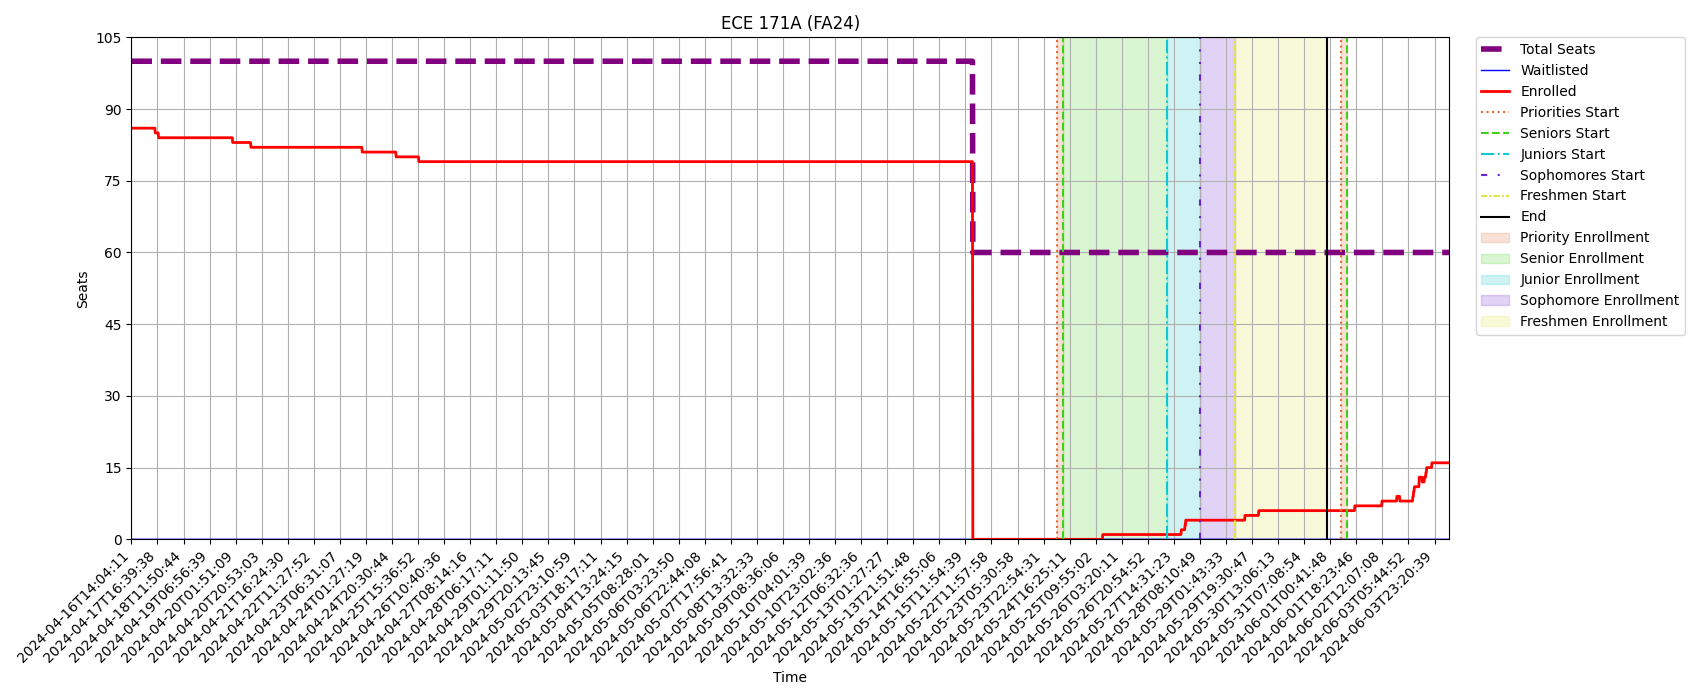 ECE 171A (FA24)
105
90
75
60
45
30
15
0
Seats
2024-04-16T14:04:11
2024-04-17T16:39:38
2024-04-18T11:50:44
2024-04-19T06:56:39
2024-04-20T01:51:09
2024-04-20T20:53:03
2024-04-21T16:24:30
2024-04-22T11:27:52
2024-04-23T06:31:07
2024-04-24T01:27:19
2024-04-24T20:30:44
2024-04-25T15:36:52
2024-04-26T10:40:36
2024-04-27T08:14:16
2024-04-28T06:17:11
2024-04-29T01:11:50
2024-04-29T20:13:45
2024-05-02T23:10:59
2024-05-03T18:17:11
2024-05-04T13:24:15
2024-05-05T08:28:01
2024-05-06T03:23:50
2024-05-06T22:44:08
2024-05-07T17:56:41
2024-05-08T13:32:33
2024-05-09T08:36:06
2024-05-10T04:01:39
2024-05-10T23:02:36
2024-05-12T06:32:36
2024-05-13T01:27:27
2024-05-13T21:51:48
2024-05-14T16:55:06
2024-05-15T11:54:39
2024-05-22T11:57:58
2024-05-23T05:30:58
2024-05-23T22:54:31
2024-05-24T16:25:11
2024-05-25T09:55:02
2024-05-26T03:20:11
2024-05-26T20:54:52
2024-05-27T14:31:23
2024-05-28T08:10:49
2024-05-29T01:43:33
2024-05-29T19:30:47
2024-05-30T13:06:13
2024-05-31T07:08:54
2024-06-01T00:41:48
2024-06-01T18:23:46
2024-06-02T12:07:08
2024-06-03T05:44:52
2024-06-03T23:20:39
Time
Total Seats
Waitlisted
Enrolled
Priorities Start
Seniors Start
Juniors Start
Sophomores Start
Freshmen Start
End
Priority Enrollment
Senior Enrollment
Junior Enrollment
Sophomore Enrollment
Freshmen Enrollment